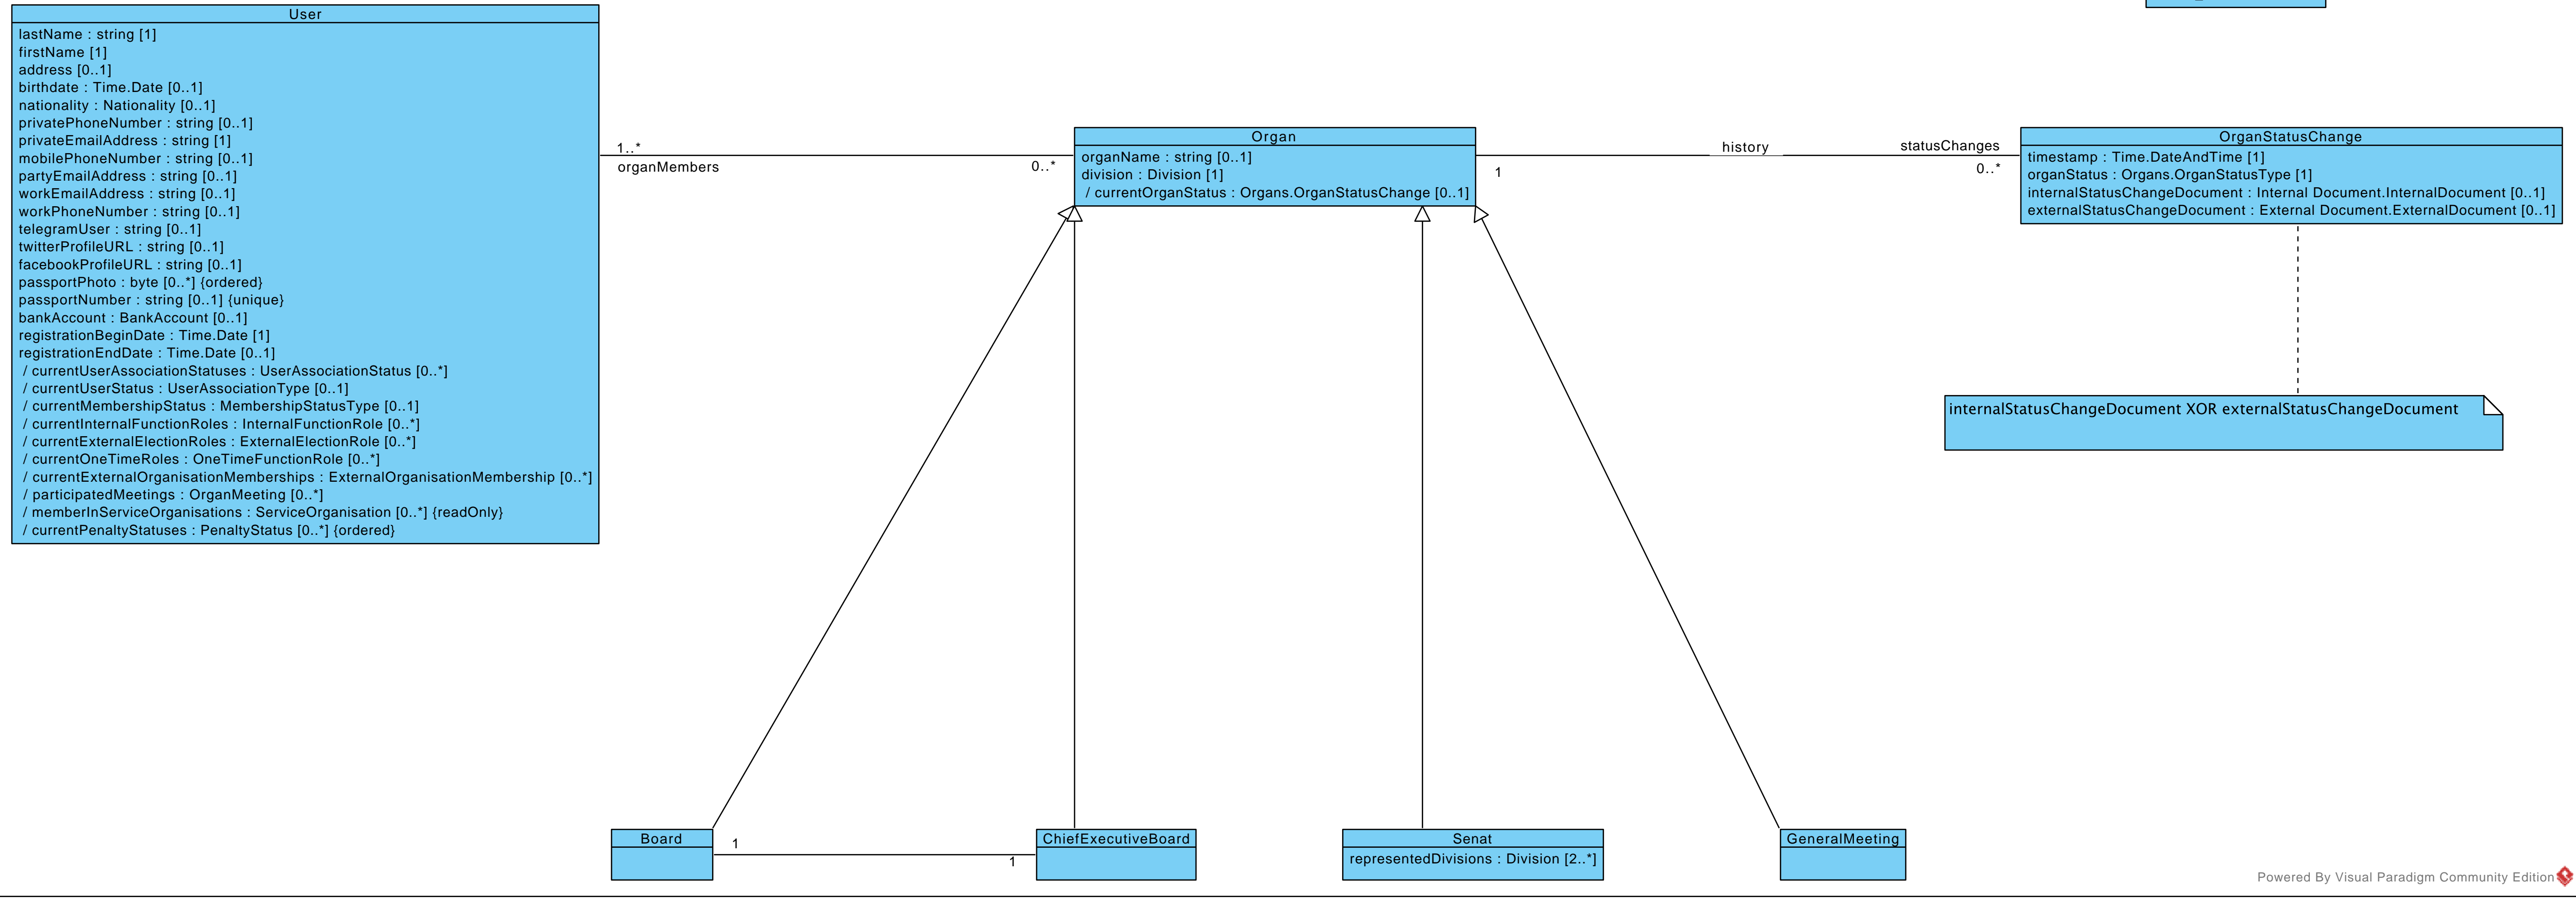 User
lastName : string [1]
firstName [1]
address [0..1]
birthdate : Time.Date [0..1]
nationality : Nationality [0..1]
privatePhoneNumber : string [0..1]
privateEmailAddress : string [1]
mobilePhoneNumber : string [0..1]
partyEmailAddress : string [0..1]
workEmailAddress : string [0..1]
workPhoneNumber : string [0..1]
telegramUser : string [0..1]
twitterProfileURL : string [0..1]
facebookProfileURL : string [0..1]
passportPhoto : byte [0..*] {ordered}
passportNumber : string [0..1] {unique}
bankAccount : BankAccount [0..1]
registrationBeginDate : Time.Date [1]
registrationEndDate : Time.Date [0..1]
/ currentUserAssociationStatuses : UserAssociationStatus [0..*]
/ currentUserStatus : UserAssociationType [0..1]
/ currentMembershipStatus : MembershipStatusType [0..1]
/ currentInternalFunctionRoles : InternalFunctionRole [0..*]
/ currentExternalElectionRoles : ExternalElectionRole [0..*]
/ currentOneTimeRoles : OneTimeFunctionRole [0..*]
/ currentExternalOrganisationMemberships : ExternalOrganisationMembership [0..*]
/ participatedMeetings : OrganMeeting [0..*]
/ memberInServiceOrganisations : ServiceOrganisation [0..*] {readOnly}
/ currentPenaltyStatuses : PenaltyStatus [0..*] {ordered}
1..*
organMembers
0..*
Organ
organName : string [0..1]
division : Division [1]
/ currentOrganStatus : Organs.OrganStatusChange [0..1]
1
history
statusChanges
0..*
OrganStatusChange
timestamp : Time.DateAndTime [1]
organStatus : Organs.OrganStatusType [1]
internalStatusChangeDocument : Internal Document.InternalDocument [0..1]
externalStatusChangeDocument : External Document.ExternalDocument [0..1]
internalStatusChangeDocument XOR externalStatusChangeDocument
Board
1
1
ChiefExecutiveBoard
Senat
representedDivisions : Division [2..*]
GeneralMeeting
Powered By Visual Paradigm Community Edition